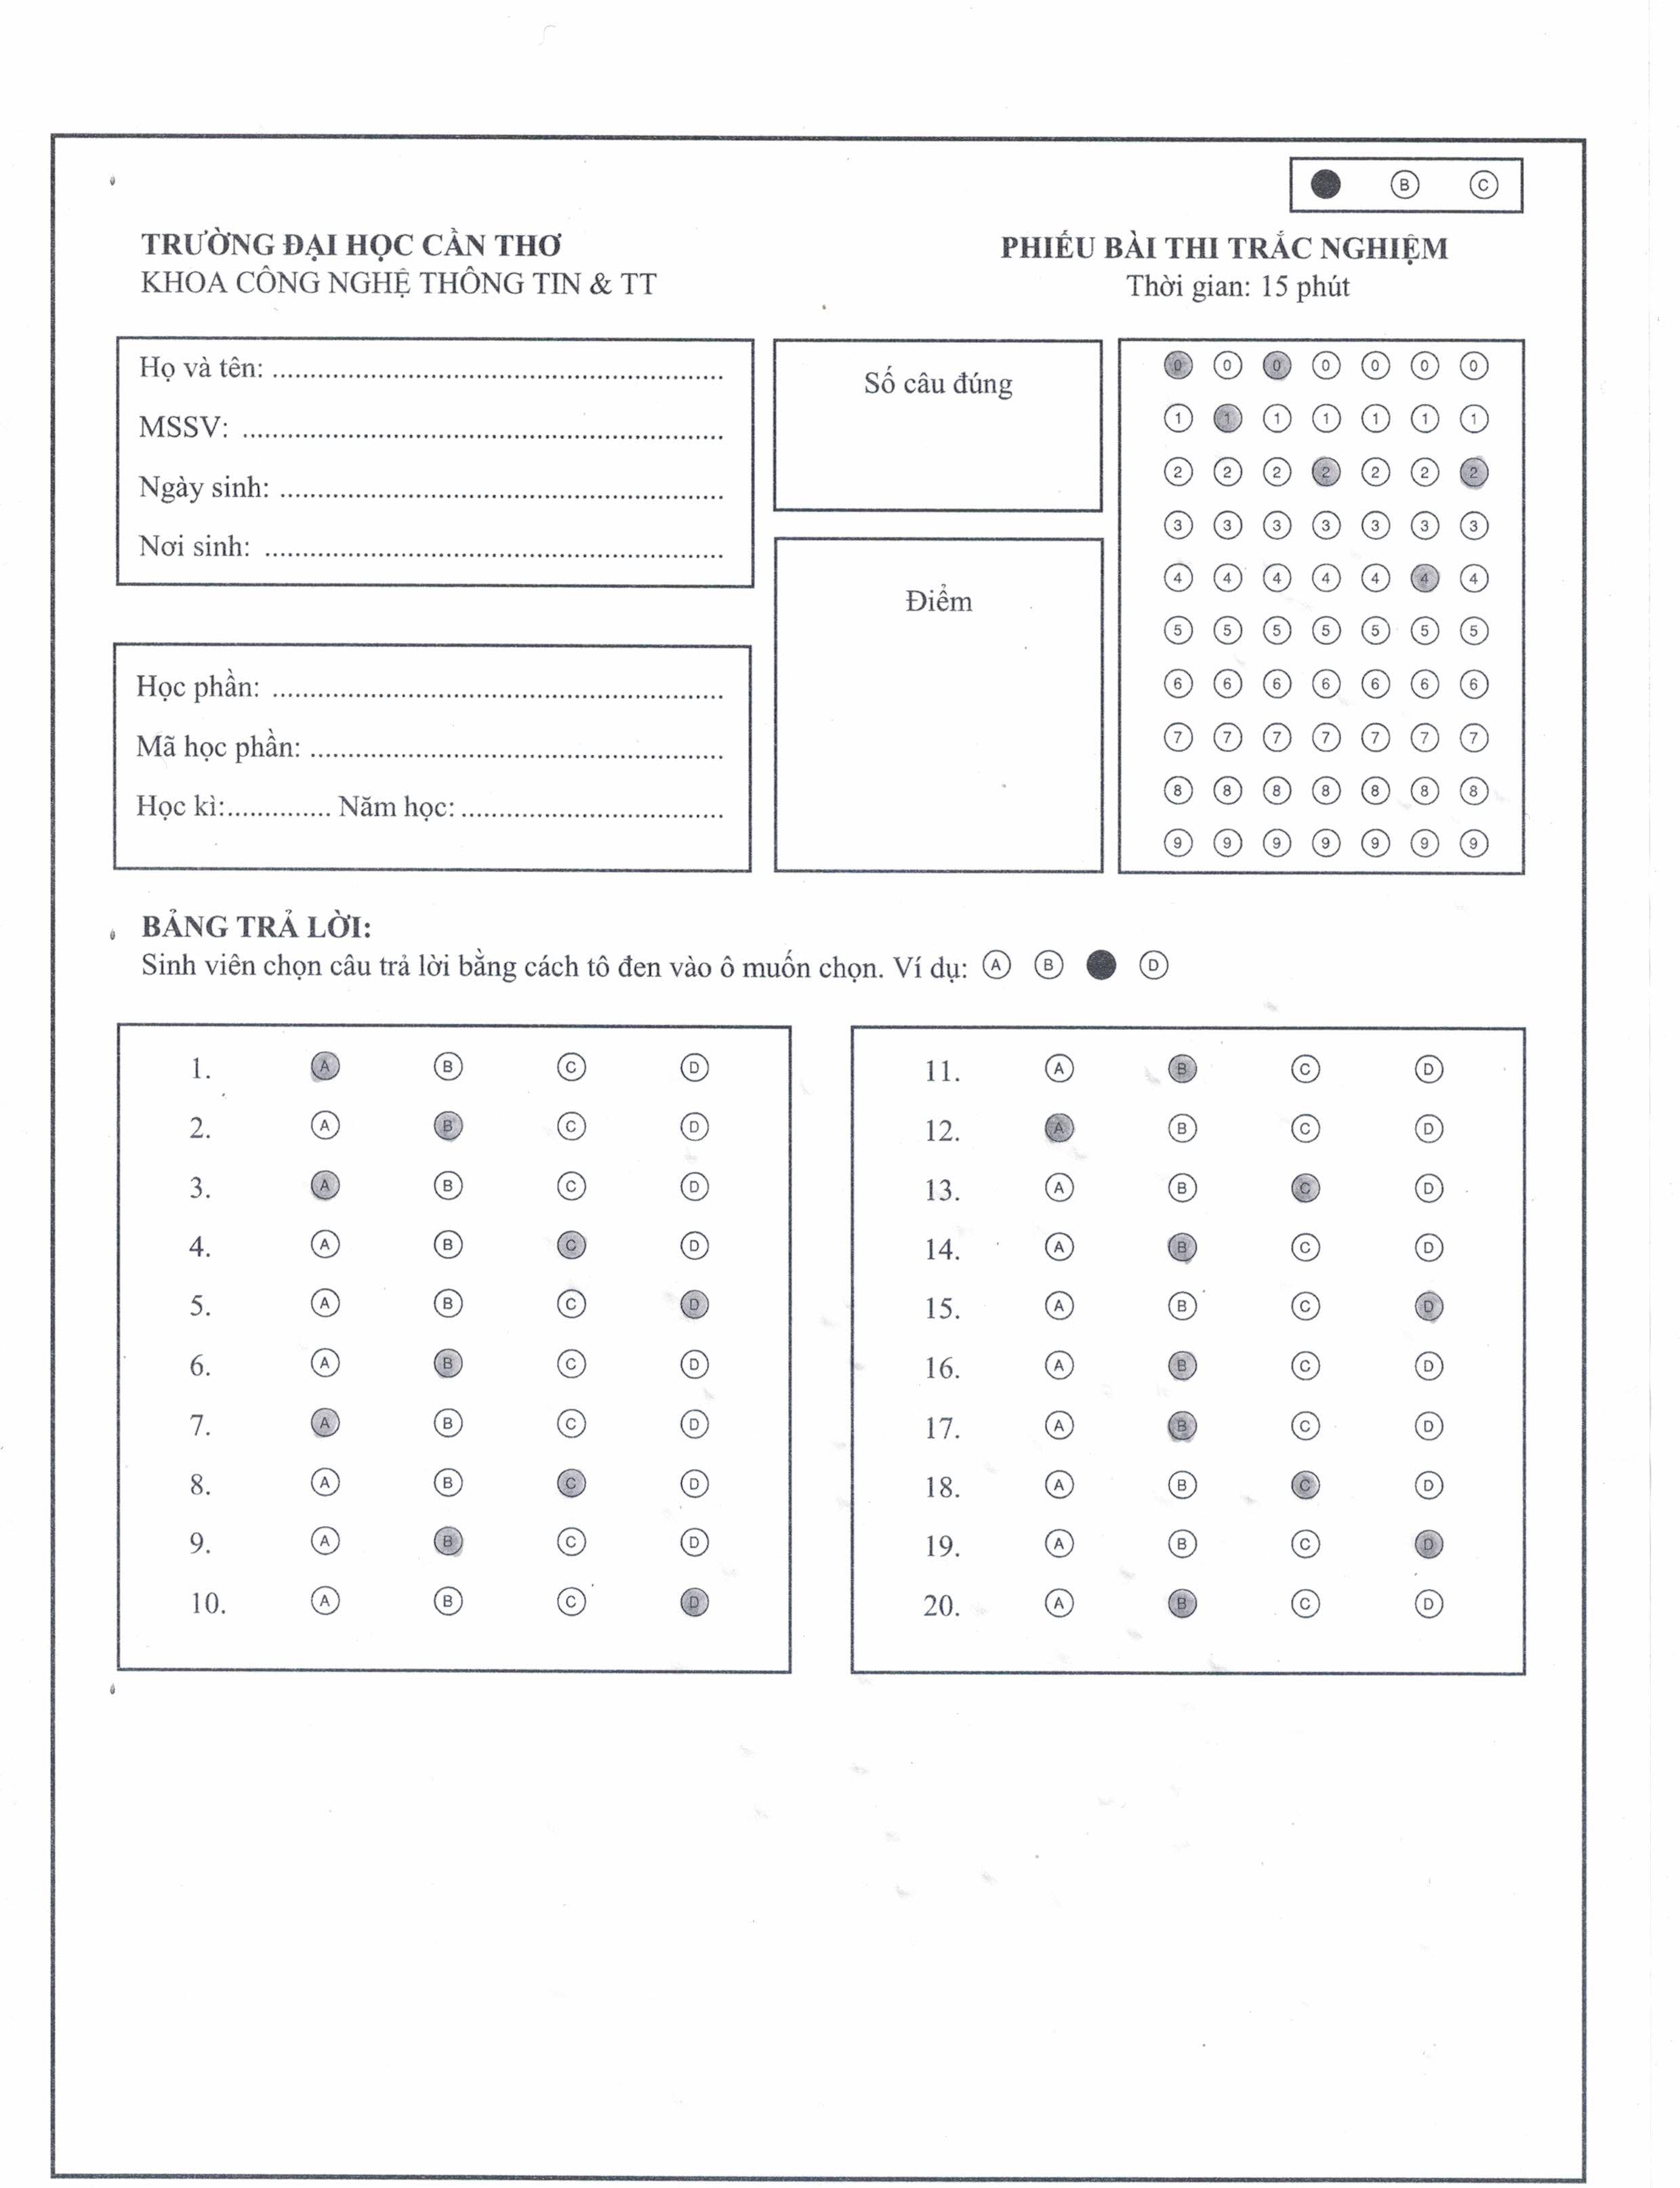 B C
TRƯỜNG ĐẠI HỌC CẦN THƠ
KHOA CÔNG NGHỆ THÔNG TIN & TT
PHIẾU BÀI THI TRẮC NGHIỆM
Thời gian: 15 phút
Họ và tên: ............................................................
MSSV: ................................................................
Ngày sinh: ...........................................................
Nơi sinh: .............................................................
Học phần: ............................................................
Mã học phần: .......................................................
Học kì:.............. Năm học: ...................................
Số câu đúng
Điểm
0 0 0 0 0 0 0
1 1 1 1 1 1 1
2 2 2 2 2 2 2
3 3 3 3 3 3 3
4 4 4 4 4 4 4
5 5 5 5 5 5 5
6 6 6 6 6 6 6
7 7 7 7 7 7 7
8 8 8 8 8 8 8
9 9 9 9 9 9 9
BẢNG TRẢ LỜI:
Sinh viên chọn câu trả lời bằng cách tô đen vào ô muốn chọn. Ví dụ: A B D
1. A B C D
2. A B C D
3. A B C D
4. A B C D
5. A B C D
6. A B C D
7. A B C D
8. A B C D
9. A B C D
10. A B C D
11. A B C D
12. A B C D
13. A B C D
14. A B C D
15. A B C D
16. A B C D
17. A B C D
18. A B C D
19. A B C D
20. A B C D